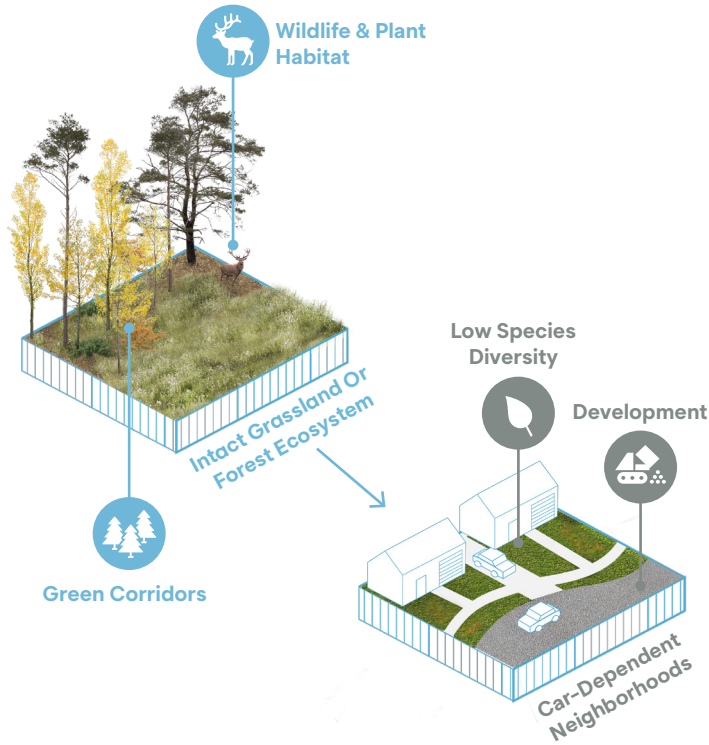 Wildlife & Plant
Habitat
Low Species
Diversity
Development
Intact Grassland Or
Forest Ecosystem
Green Corridors
Car-Dependent
Neighborhoods